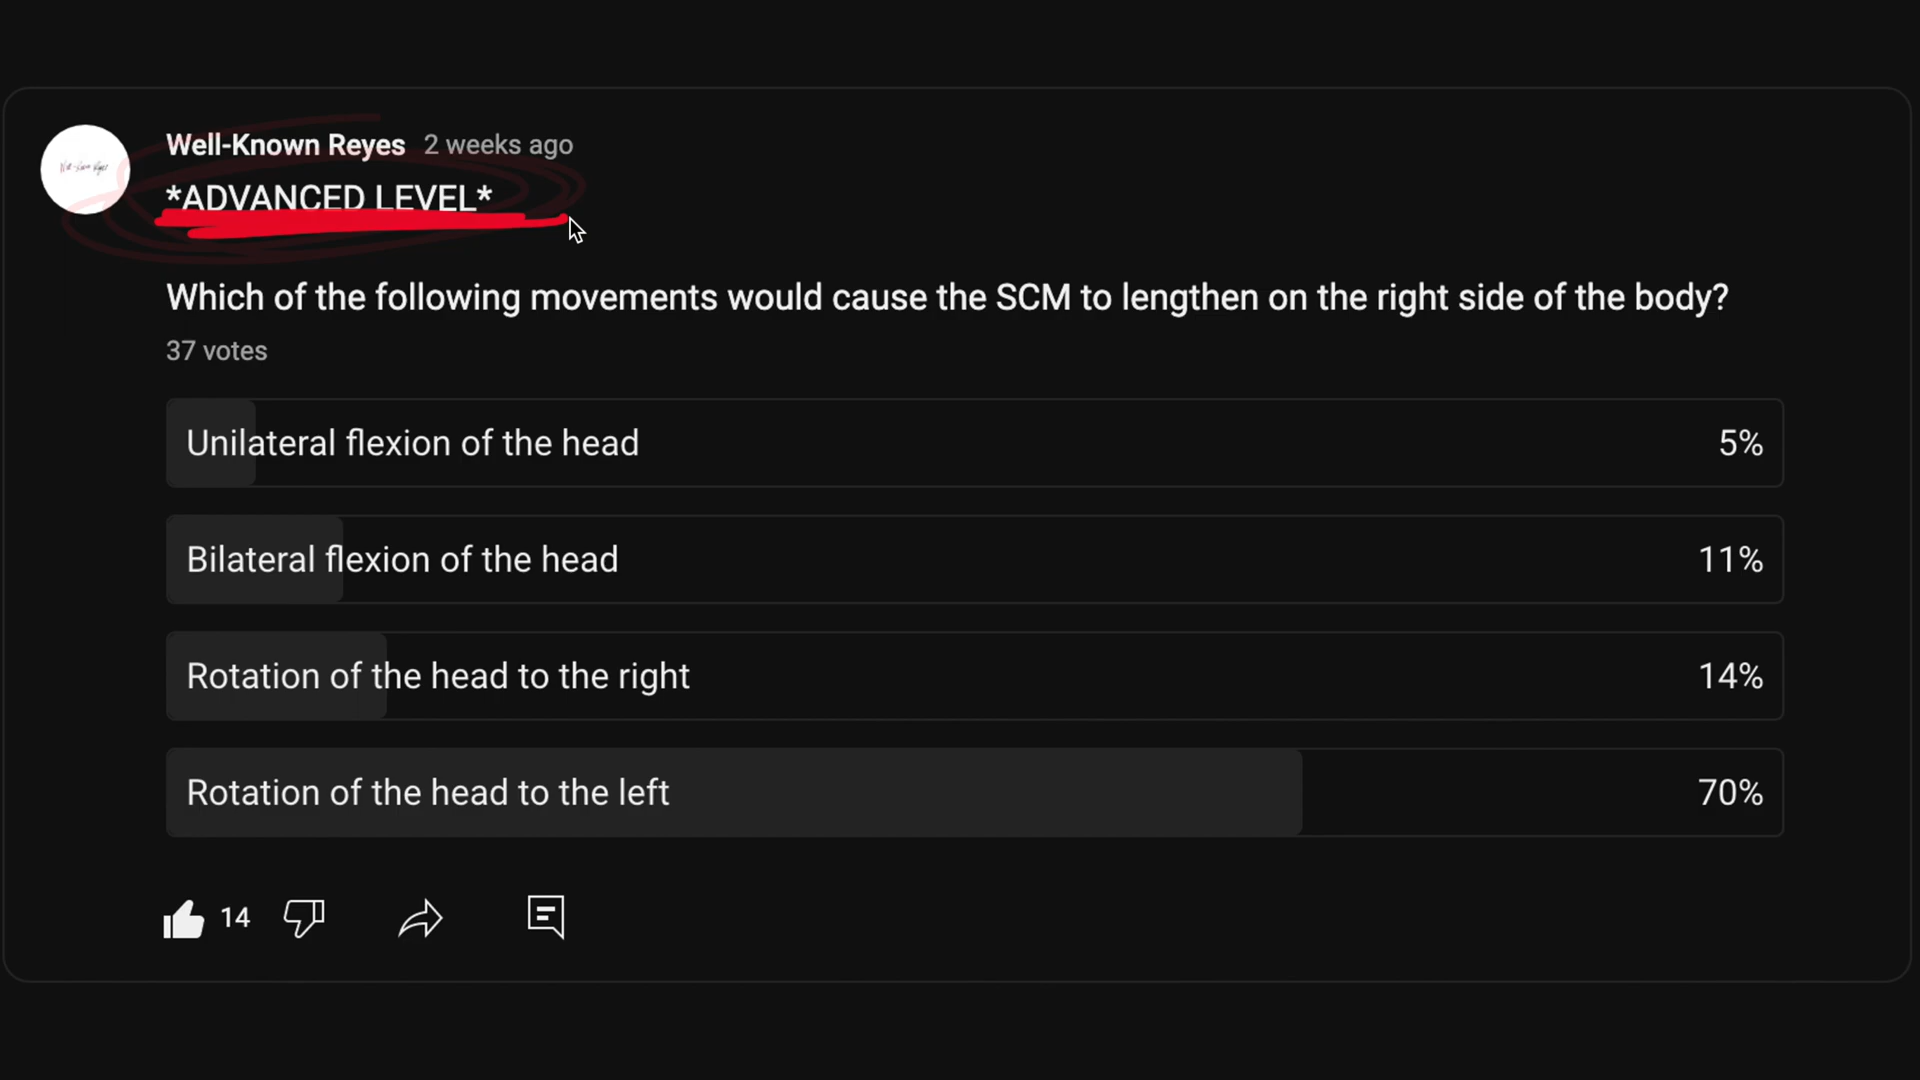 Well-Known Reyes 2 weeks ago
*ADVANCED LEVEL*
Which of the following movements would cause the SCM to lengthen on the right side of the body?
37 votes
Unilateral flexion of the head 5%
Bilateral flexion of the head 11%
Rotation of the head to the right 14%
Rotation of the head to the left 70%
14